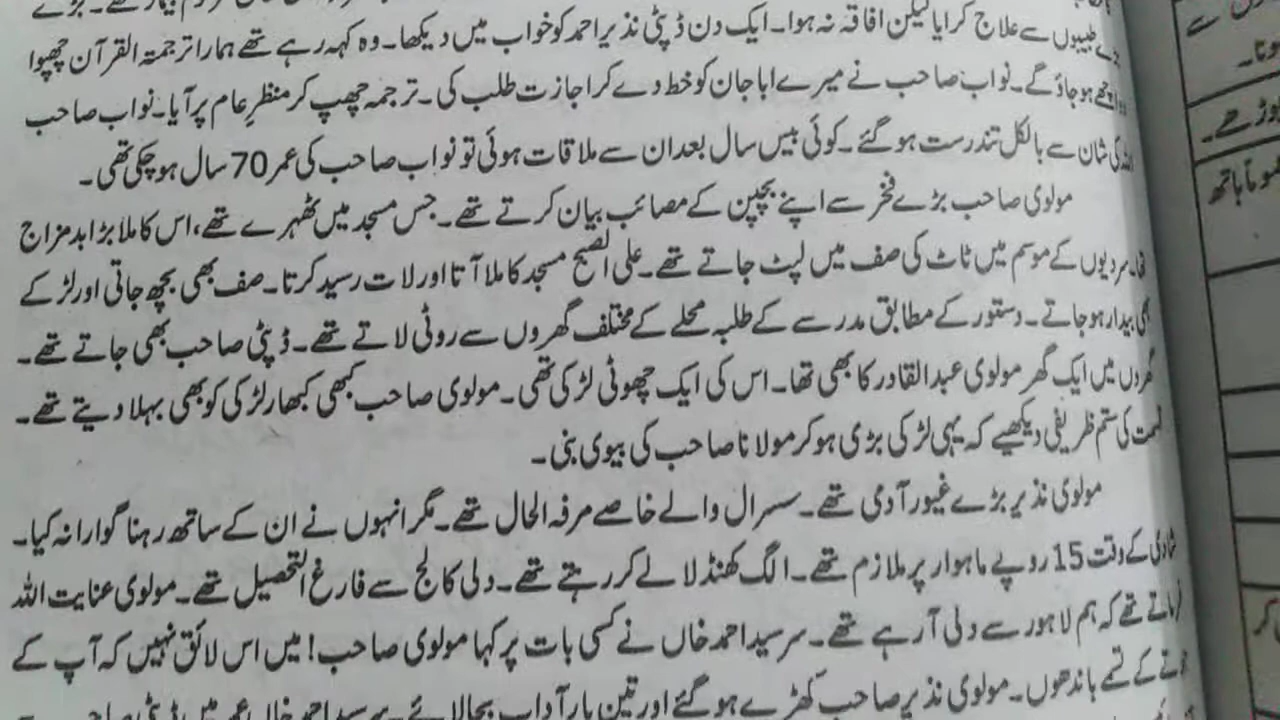 بڑے طبیبوں سے علاج کرایا لیکن افاقہ نہ ہوا۔ ایک دن ڈپٹی نذیر احمد کو خواب میں دیکھا۔ وہ کہہ رہے تھے ہمارا ترجمۃ القرآن چھپوا
اچھے ہو جاؤ گے۔ نواب صاحب نے میرے ابا جان کو خط دے کر اجازت طلب کی۔ ترجمہ چھپ کر منظرِ عام پر آیا۔ نواب صاحب
اللہ کی شان سے بالکل تندرست ہو گئے۔ کوئی بیس سال بعد ان سے ملاقات ہوئی تو نواب صاحب کی عمر 70 سال ہو چکی تھی۔
مولوی صاحب بڑے فخر سے اپنے بچپن کے مصائب بیان کرتے تھے۔ جس مسجد میں ٹھہرے تھے، اس کا ملا بڑا بدمزاج
تھا۔ سردیوں کے موسم میں ٹاٹ کی صف میں لپٹ جاتے تھے۔ علی الصبح مسجد کا ملا آتا اور لات رسید کرتا۔ صف بھی بچھ جاتی اور لڑکے
بھی بیدار ہو جاتے۔ دستور کے مطابق مدرسے کے طلبہ محلے کے مختلف گھروں سے روٹی لاتے تھے۔ ڈپٹی صاحب بھی جاتے تھے۔
گھروں میں ایک گھر مولوی عبدالقادر کا بھی تھا۔ اس کی ایک چھوٹی لڑکی تھی۔ مولوی صاحب کبھی کبھار لڑکی کو بھی بہلا دیتے تھے۔
قسمت کی ستم ظریفی دیکھیے کہ یہی لڑکی بڑی ہو کر مولانا صاحب کی بیوی بنی۔
مولوی نذیر بڑے غیور آدمی تھے۔ سسرال والے خاصے مرفہ الحال تھے۔ مگر انہوں نے ان کے ساتھ رہنا گوارا نہ کیا۔
شادی کے وقت 15 روپے ماہوار پر ملازم تھے۔ الگ کھنڈلا لے کر رہتے تھے۔ دلی کالج سے فارغ التحصیل تھے۔ مولوی عنایت اللہ
فرماتے تھے کہ ہم لاہور سے دلی آ رہے تھے۔ سرسید احمد خاں نے کسی بات پر کہا مولوی صاحب! میں اس لائق نہیں کہ آپ کے
جوتے کے تسمے باندھوں۔ مولوی نذیر صاحب کھڑے ہو گئے اور تین بار آداب بجا لائے۔